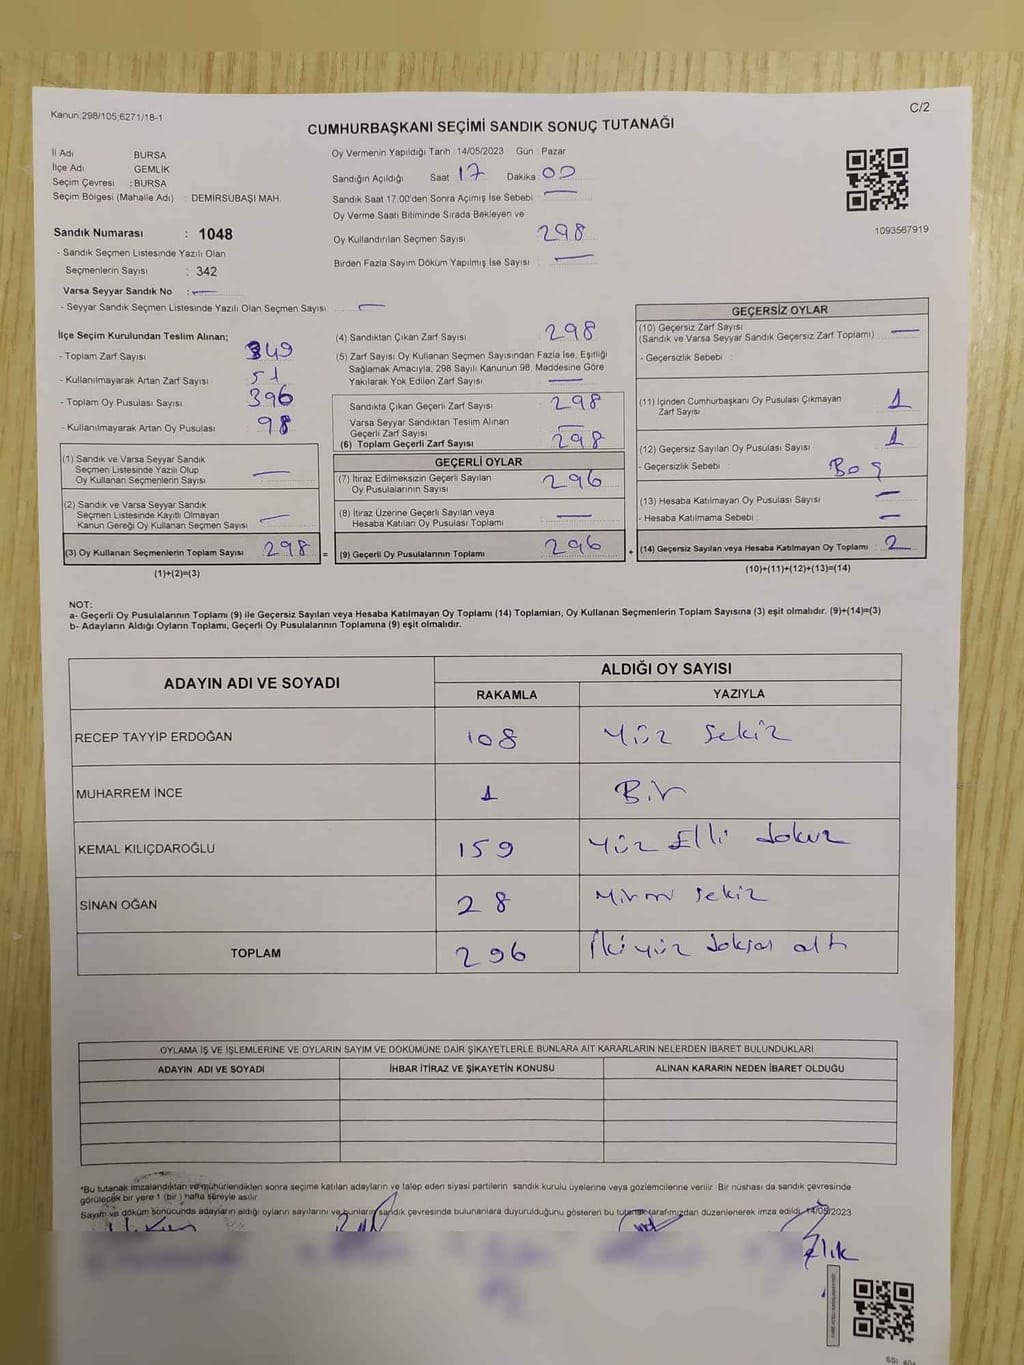 Kanun;298/105;6271/18-1
C/2
CUMHURBAŞKANI SEÇİMİ SANDIK SONUÇ TUTANAĞI
İl Adı BURSA
İlçe Adı GEMLİK
Seçim Çevresi : BURSA
Seçim Bölgesi (Mahalle Adı) : DEMİRSUBAŞI MAH.
Sandık Numarası : 1048
- Sandık Seçmen Listesinde Yazılı Olan
Seçmenlerin Sayısı : 342
Varsa Seyyar Sandık No : —
- Seyyar Sandık Seçmen Listesinde Yazılı Olan Seçmen Sayısı : —
Oy Vermenin Yapıldığı Tarih :14/05/2023 Gün : Pazar
Sandığın Açıldığı Saat 17 Dakika 00
Sandık Saat 17:00'den Sonra Açımış İse Sebebi —
Oy Verme Saati Bitiminde Sırada Bekleyen ve
Oy Kullandırılan Seçmen Sayısı 298
Birden Fazla Sayım Döküm Yapılmış İse Sayısı : —
1093567919
İlçe Seçim Kurulundan Teslim Alınan;
- Toplam Zarf Sayısı 349
- Kullanılmayarak Artan Zarf Sayısı 51
- Toplam Oy Pusulası Sayısı 396
- Kullanılmayarak Artan Oy Pusulası 98
(1) Sandık ve Varsa Seyyar Sandık
Seçmen Listesinde Yazılı Olup
Oy Kullanan Seçmenlerin Sayısı —
(2) Sandık ve Varsa Seyyar Sandık
Seçmen Listesinde Kayıtlı Olmayan
Kanun Gereği Oy Kullanan Seçmen Sayısı —
(3) Oy Kullanan Seçmenlerin Toplam Sayısı 298 =
(1)+(2)=(3)
(4) Sandıktan Çıkan Zarf Sayısı 298
(5) Zarf Sayısı Oy Kullanan Seçmen Sayısından Fazla İse, Eşitliği
Sağlamak Amacıyla; 298 Sayılı Kanunun 98. Maddesine Göre
Yakılarak Yok Edilen Zarf Sayısı —
Sandıkta Çıkan Geçerli Zarf Sayısı 298
Varsa Seyyar Sandıktan Teslim Alınan
Geçerli Zarf Sayısı —
(6) Toplam Geçerli Zarf Sayısı 298
GEÇERLİ OYLAR
(7) İtiraz Edilmeksizin Geçerli Sayılan
Oy Pusulalarının Sayısı 296
(8) İtiraz Üzerine Geçerli Sayılan veya
Hesaba Katılan Oy Pusulası Toplamı —
(9) Geçerli Oy Pusulalarının Toplamı 296 +
GEÇERSİZ OYLAR
(10) Geçersiz Zarf Sayısı —
(Sandık ve Varsa Seyyar Sandık Geçersiz Zarf Toplamı)
- Geçersizlik Sebebi :
(11) İçinden Cumhurbaşkanı Oy Pusulası Çıkmayan
Zarf Sayısı 1
(12) Geçersiz Sayılan Oy Pusulası Sayısı 1
- Geçersizlik Sebebi : Boş
(13) Hesaba Katılmayan Oy Pusulası Sayısı —
- Hesaba Katılmama Sebebi : —
(14) Geçersiz Sayılan veya Hesaba Katılmayan Oy Toplamı : 2
(10)+(11)+(12)+(13)=(14)
NOT:
a- Geçerli Oy Pusulalarının Toplamı (9) ile Geçersiz Sayılan veya Hesaba Katılmayan Oy Toplamı (14) Toplamları, Oy Kullanan Seçmenlerin Toplam Sayısına (3) eşit olmalıdır. (9)+(14)=(3)
b- Adayların Aldığı Oyların Toplamı, Geçerli Oy Pusulalarının Toplamına (9) eşit olmalıdır.
ADAYIN ADI VE SOYADI
ALDIĞI OY SAYISI
RAKAMLA YAZIYLA
RECEP TAYYİP ERDOĞAN 108 Yüz sekiz
MUHARREM İNCE 1 Bir
KEMAL KILIÇDAROĞLU 159 Yüz Elli dokuz
SİNAN OĞAN 28 Yirmi sekiz
TOPLAM 296 İkiyüz doksan altı
OYLAMA İŞ VE İŞLEMLERİNE VE OYLARIN SAYIM VE DÖKÜMÜNE DAİR ŞİKAYETLERLE BUNLARA AİT KARARLARIN NELERDEN İBARET BULUNDUKLARI
ADAYIN ADI VE SOYADI İHBAR İTİRAZ VE ŞİKAYETİN KONUSU ALINAN KARARIN NEDEN İBARET OLDUĞU
*Bu tutanak imzalandıktan ve mühürlendikten sonra seçime katılan adayların ve talep eden siyasi partilerin sandık kurulu üyelerine veya gözlemcilerine verilir. Bir nüshası da sandık çevresinde
görülecek bir yere 1 (bir ) hafta süreyle asılır.
Sayım ve döküm sonucunda adayların aldığı oyların sayılarını ve bunların sandık çevresinde bulunanlara duyurulduğunu gösteren bu tutanak tarafımızdan düzenlenerek imza edildi. 14/05/2023